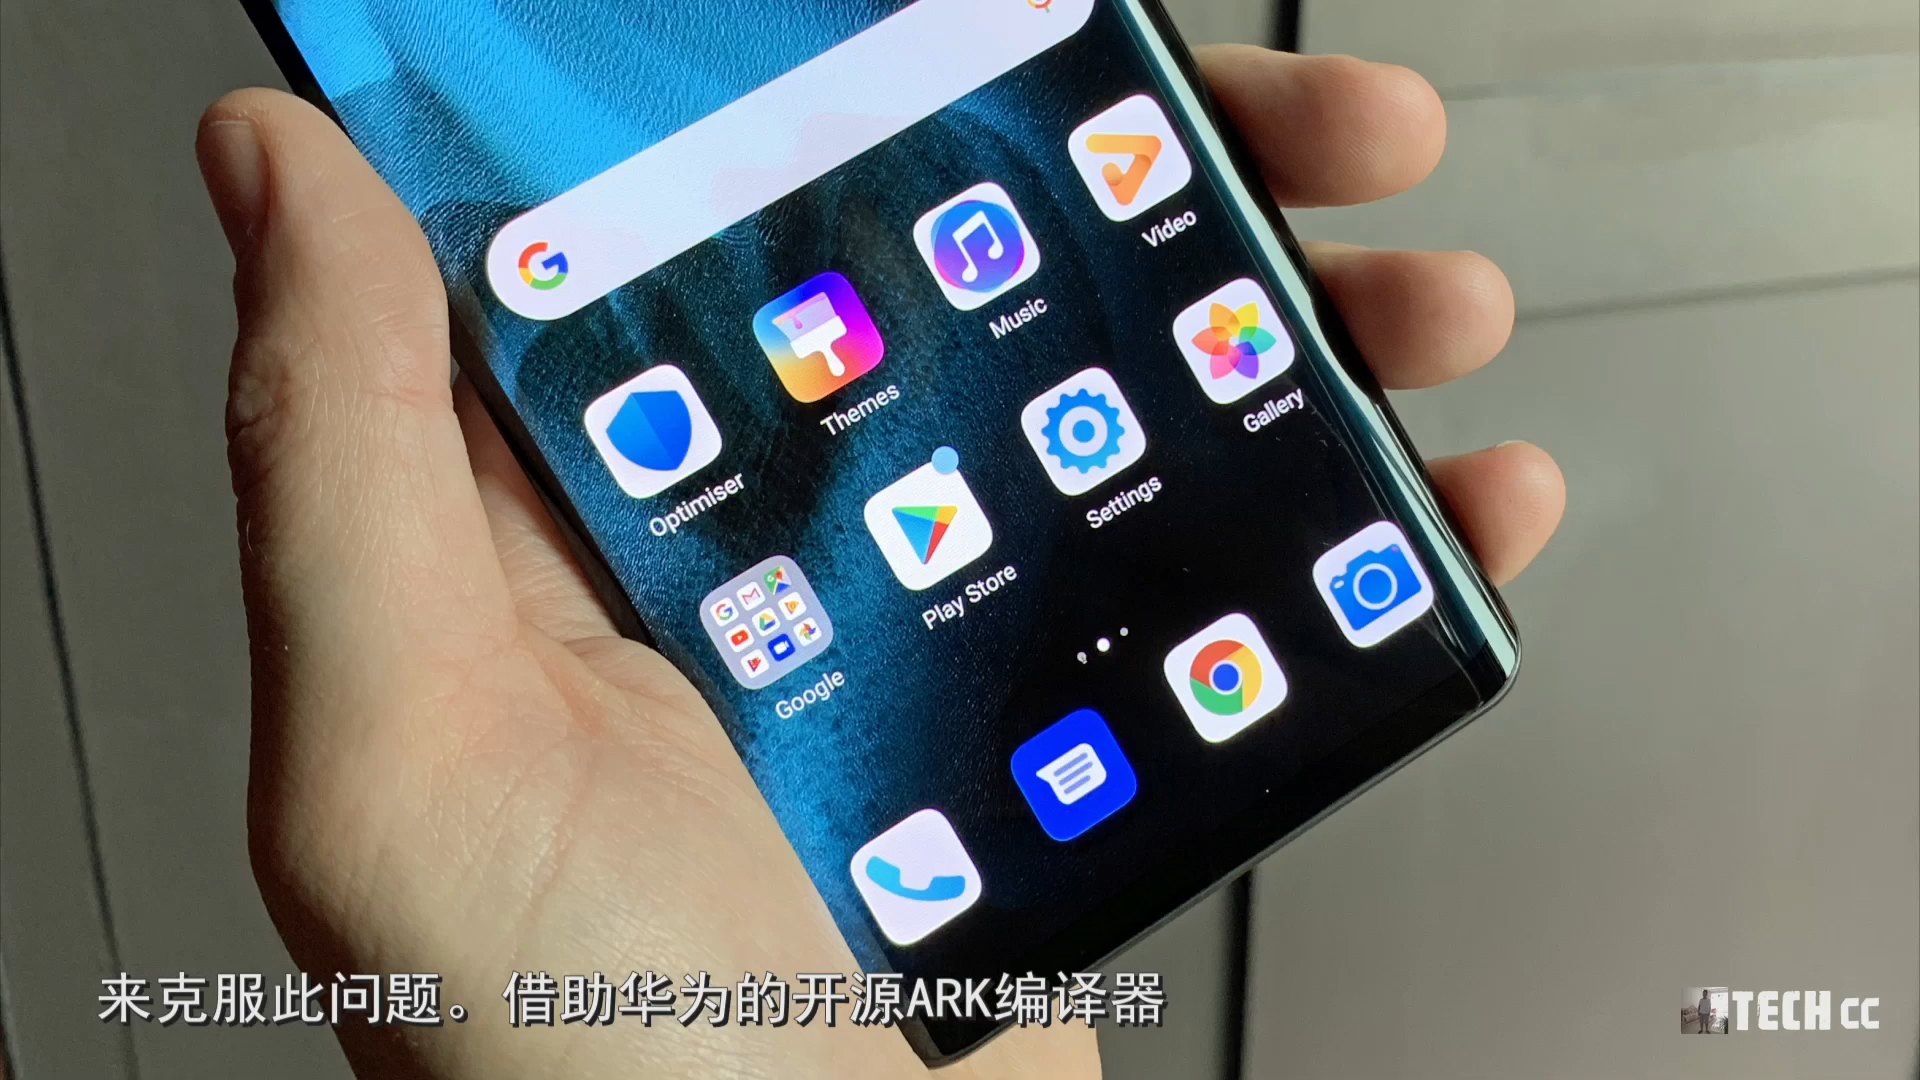 Video
Music
Themes
Gallery
Optimiser
Settings
Play Store
Google
来克服此问题。借助华为的开源ARK编译器
TECH cc